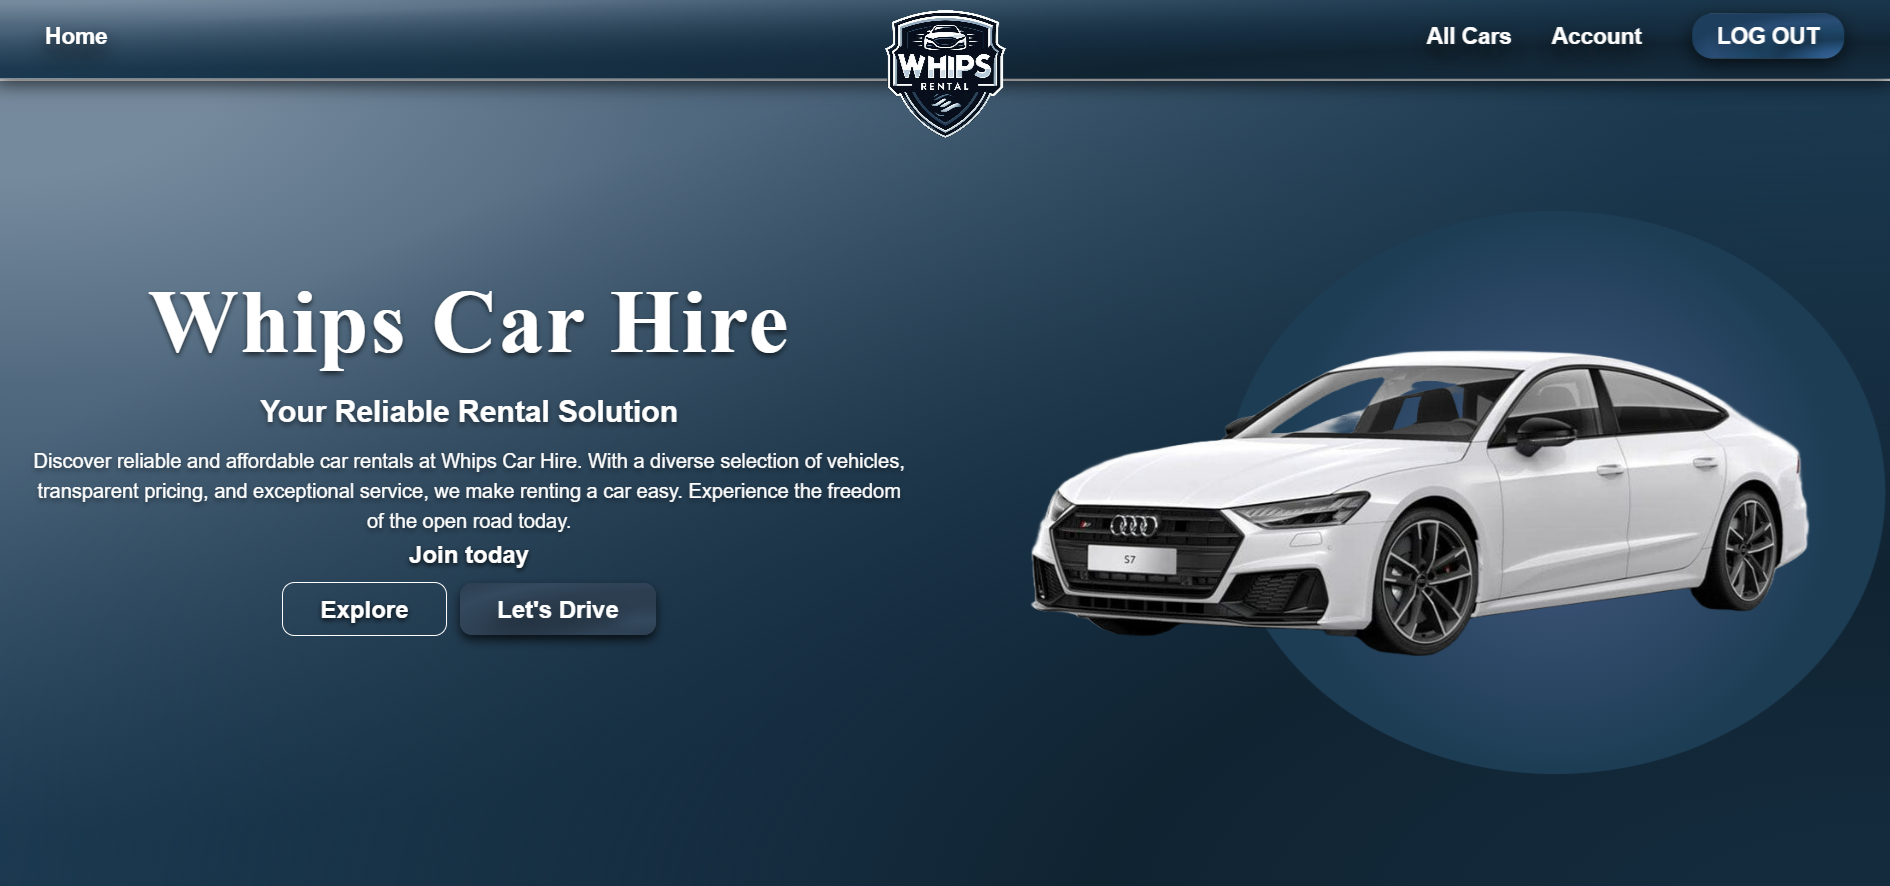 Home
WHIPS
RENTAL
All Cars
Account
LOG OUT
Whips Car Hire
Your Reliable Rental Solution
Discover reliable and affordable car rentals at Whips Car Hire. With a diverse selection of vehicles,
transparent pricing, and exceptional service, we make renting a car easy. Experience the freedom
of the open road today.
Join today
Explore
Let's Drive
S7